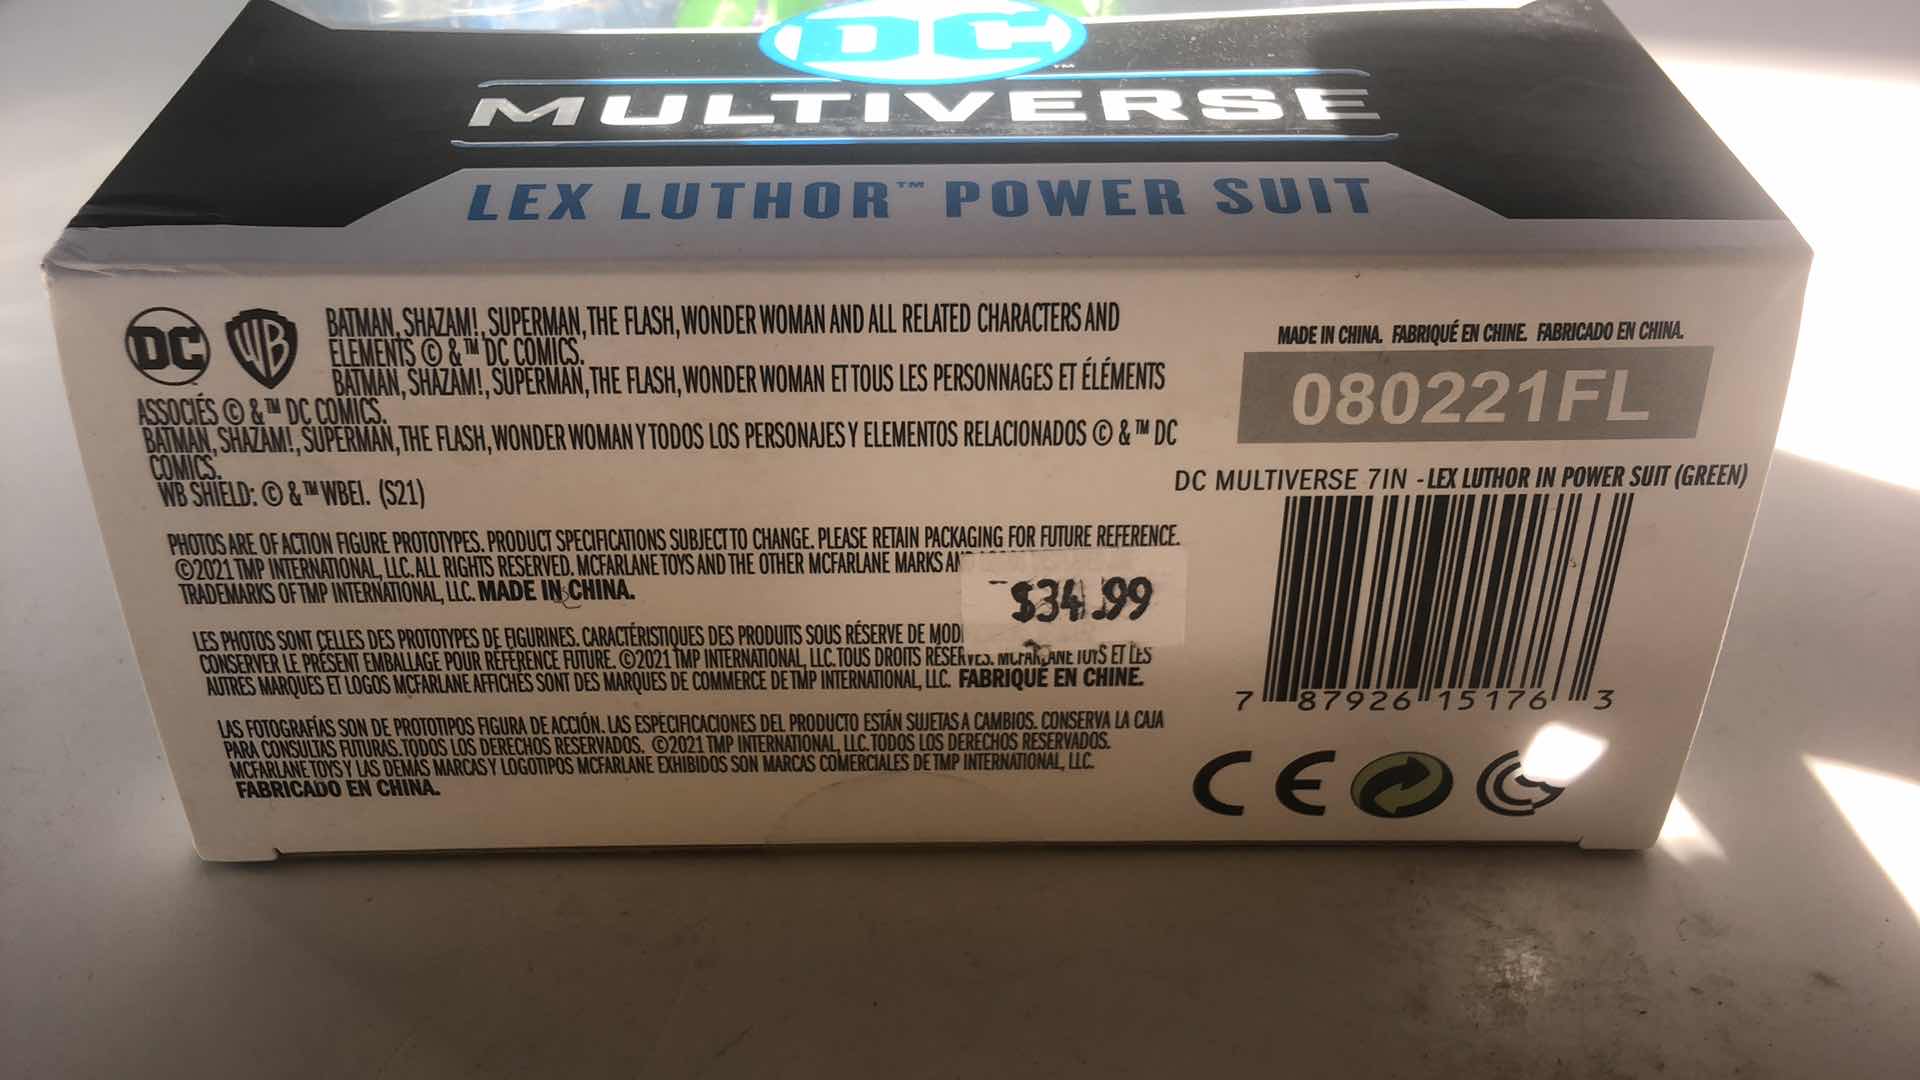 DC
™
MULTIVERSE
LEX LUTHOR™ POWER SUIT
DC WB
BATMAN, SHAZAM!, SUPERMAN, THE FLASH, WONDER WOMAN AND ALL RELATED CHARACTERS AND
ELEMENTS © & ™ DC COMICS.
BATMAN, SHAZAM!, SUPERMAN, THE FLASH, WONDER WOMAN ET TOUS LES PERSONNAGES ET ÉLÉMENTS
ASSOCIÉS © & ™ DC COMICS.
BATMAN, SHAZAM!, SUPERMAN, THE FLASH, WONDER WOMAN Y TODOS LOS PERSONAJES Y ELEMENTOS RELACIONADOS © & ™ DC
COMICS.
WB SHIELD: © & ™ WBEI. (S21)
PHOTOS ARE OF ACTION FIGURE PROTOTYPES. PRODUCT SPECIFICATIONS SUBJECT TO CHANGE. PLEASE RETAIN PACKAGING FOR FUTURE REFERENCE.
©2021 TMP INTERNATIONAL, LLC. ALL RIGHTS RESERVED. MCFARLANE TOYS AND THE OTHER MCFARLANE MARKS
TRADEMARKS OF TMP INTERNATIONAL, LLC. MADE IN CHINA.
$34.99
LES PHOTOS SONT CELLES DES PROTOTYPES DE FIGURINES. CARACTÉRISTIQUES DES PRODUITS SOUS RÉSERVE DE
CONSERVER LE PRÉSENT EMBALLAGE POUR RÉFÉRENCE FUTURE. ©2021 TMP INTERNATIONAL, LLC. TOUS DROITS RÉSERVÉS. MCFARLANE TOYS ET LES
AUTRES MARQUES ET LOGOS MCFARLANE AFFICHÉS SONT DES MARQUES DE COMMERCE DE TMP INTERNATIONAL, LLC. FABRIQUÉ EN CHINE.
LAS FOTOGRAFÍAS SON DE PROTOTIPOS FIGURA DE ACCIÓN. LAS ESPECIFICACIONES DEL PRODUCTO ESTÁN SUJETAS A CAMBIOS. CONSERVA LA CAJA
PARA CONSULTAS FUTURAS. TODOS LOS DERECHOS RESERVADOS. ©2021 TMP INTERNATIONAL, LLC. TODOS LOS DERECHOS RESERVADOS.
MCFARLANE TOYS Y LAS DEMÁS MARCAS Y LOGOTIPOS MCFARLANE EXHIBIDOS SON MARCAS COMERCIALES DE TMP INTERNATIONAL, LLC.
FABRICADO EN CHINA.
MADE IN CHINA. FABRIQUÉ EN CHINE. FABRICADO EN CHINA.
080221FL
DC MULTIVERSE 7IN - LEX LUTHOR IN POWER SUIT (GREEN)
7 87926 15176 3
CE